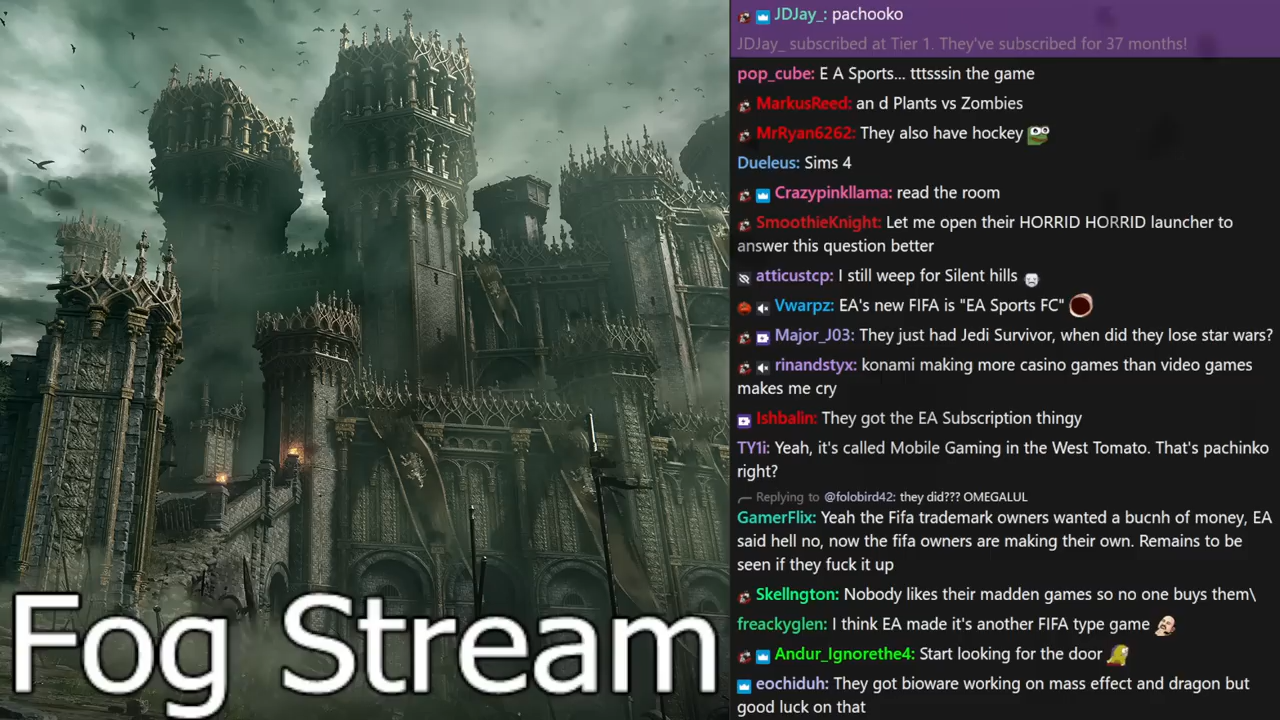 JDJay_: pachooko
JDJay_ subscribed at Tier 1. They've subscribed for 37 months!
pop_cube: E A Sports... tttsssin the game
MarkusReed: an d Plants vs Zombies
MrRyan6262: They also have hockey
Dueleus: Sims 4
Crazypinkllama: read the room
SmoothieKnight: Let me open their HORRID HORRID launcher to
answer this question better
atticustcp: I still weep for Silent hills
Vwarpz: EA's new FIFA is "EA Sports FC"
Major_J03: They just had Jedi Survivor, when did they lose star wars?
rinandstyx: konami making more casino games than video games
makes me cry
Ishbalin: They got the EA Subscription thingy
TY1i: Yeah, it's called Mobile Gaming in the West Tomato. That's pachinko
right?
Replying to @folobird42: they did??? OMEGALUL
GamerFlix: Yeah the Fifa trademark owners wanted a bucnh of money, EA
said hell no, now the fifa owners are making their own. Remains to be
seen if they fuck it up
Skellngton: Nobody likes their madden games so no one buys them\
freackyglen: I think EA made it's another FIFA type game
Andur_Ignorethe4: Start looking for the door
eochiduh: They got bioware working on mass effect and dragon but
good luck on that
Fog Stream